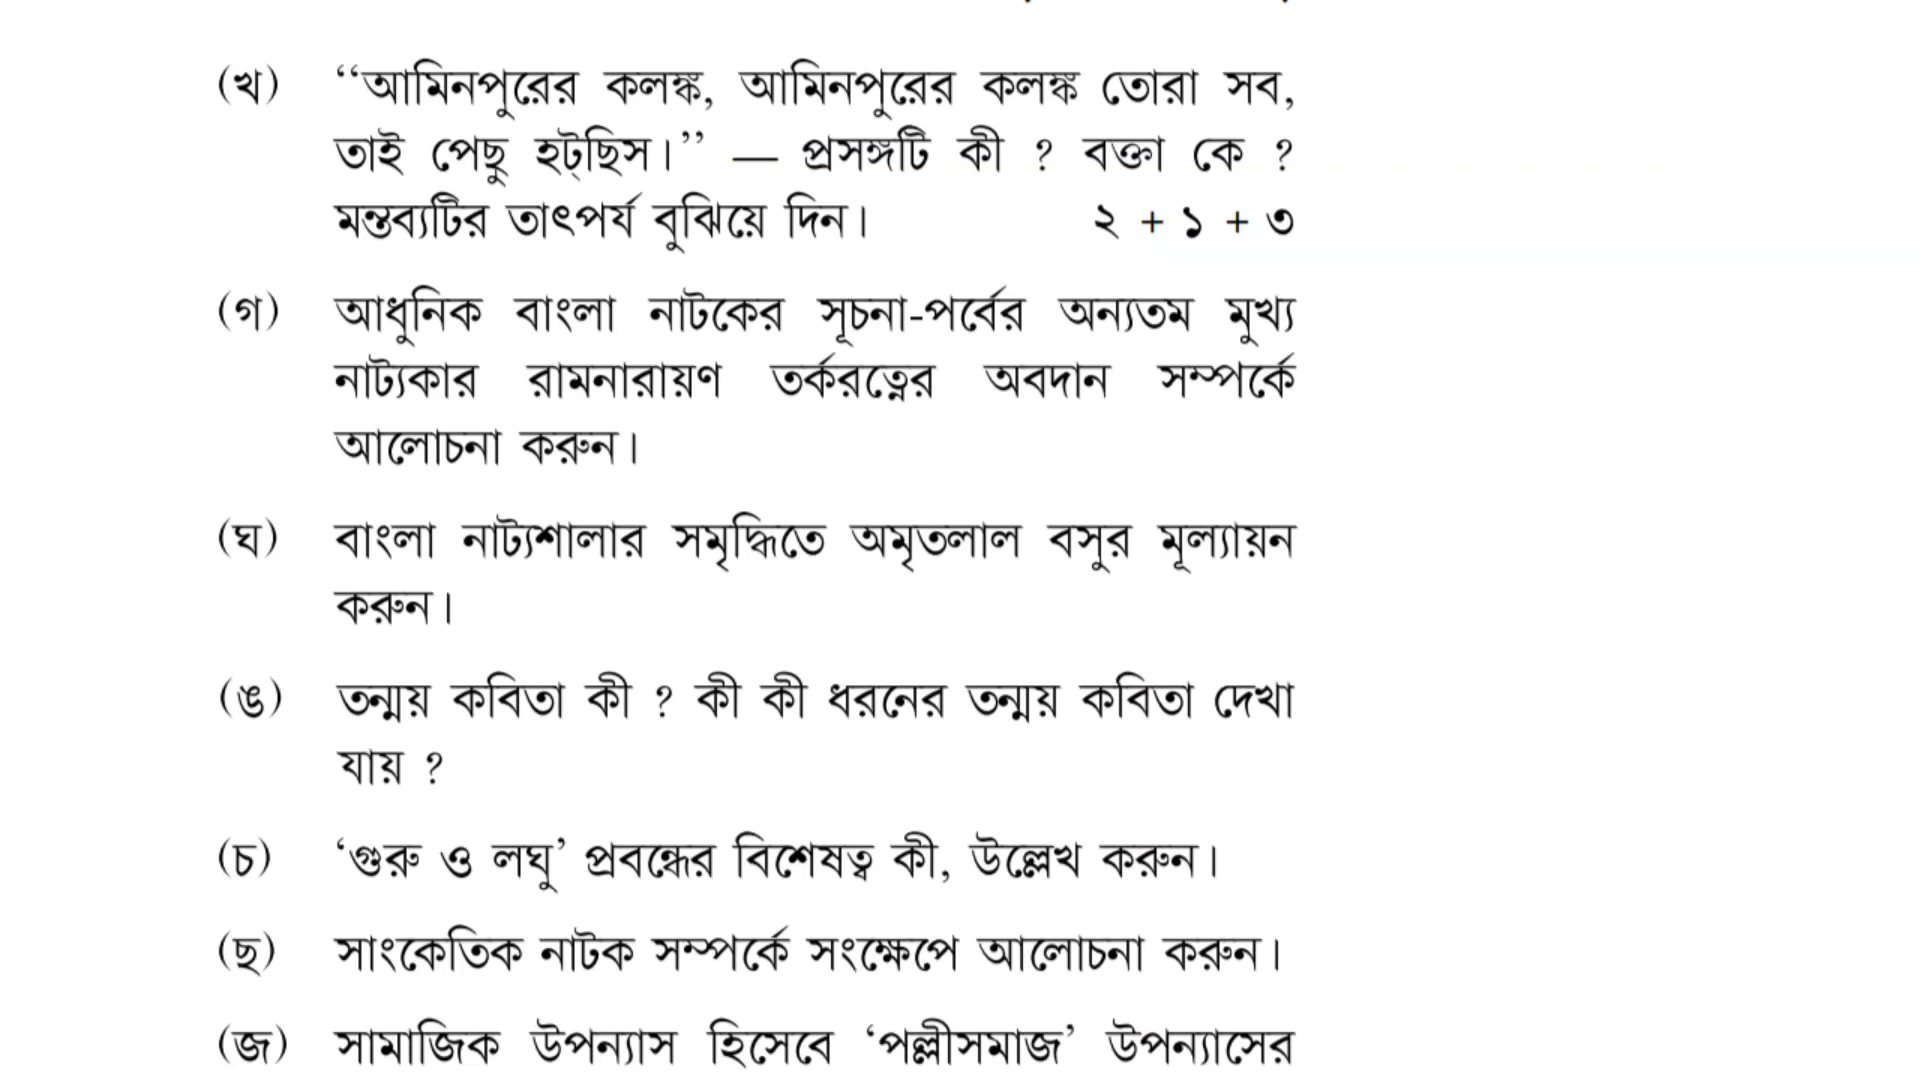 (খ) ‘‘আমিনপুরের কলঙ্ক, আমিনপুরের কলঙ্ক তোরা সব,
তাই পেছু হট্‌ছিস।’’ — প্রসঙ্গটি কী ? বক্তা কে ?
মন্তব্যটির তাৎপর্য বুঝিয়ে দিন। ২ + ১ + ৩
(গ) আধুনিক বাংলা নাটকের সূচনা-পর্বের অন্যতম মুখ্য
নাট্যকার রামনারায়ণ তর্করত্নের অবদান সম্পর্কে
আলোচনা করুন।
(ঘ) বাংলা নাট্যশালার সমৃদ্ধিতে অমৃতলাল বসুর মূল্যায়ন
করুন।
(ঙ) তন্ময় কবিতা কী ? কী কী ধরনের তন্ময় কবিতা দেখা
যায় ?
(চ) ‘গুরু ও লঘু’ প্রবন্ধের বিশেষত্ব কী, উল্লেখ করুন।
(ছ) সাংকেতিক নাটক সম্পর্কে সংক্ষেপে আলোচনা করুন।
(জ) সামাজিক উপন্যাস হিসেবে ‘পল্লীসমাজ’ উপন্যাসের